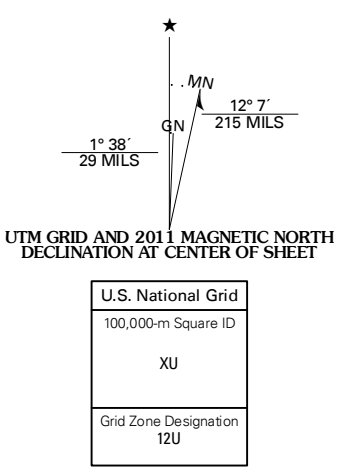 ★
MN
GN
12° 7´
215 MILS
1° 38´
29 MILS
UTM GRID AND 2011 MAGNETIC NORTH
DECLINATION AT CENTER OF SHEET
U.S. National Grid
100,000-m Square ID
XU
Grid Zone Designation
12U